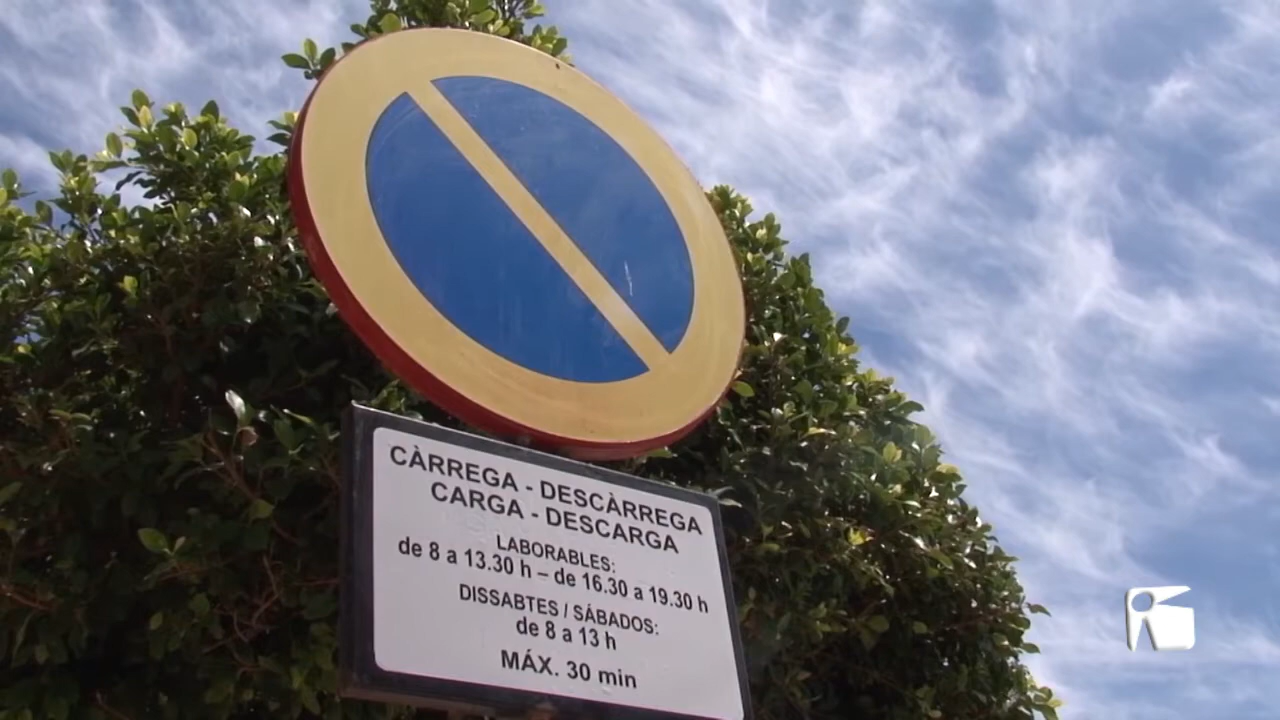 CÀRREGA - DESCÀRREGA
CARGA - DESCARGA
LABORABLES:
de 8 a 13.30 h – de 16.30 a 19.30 h
DISSABTES / SÁBADOS:
de 8 a 13 h
MÁX. 30 min